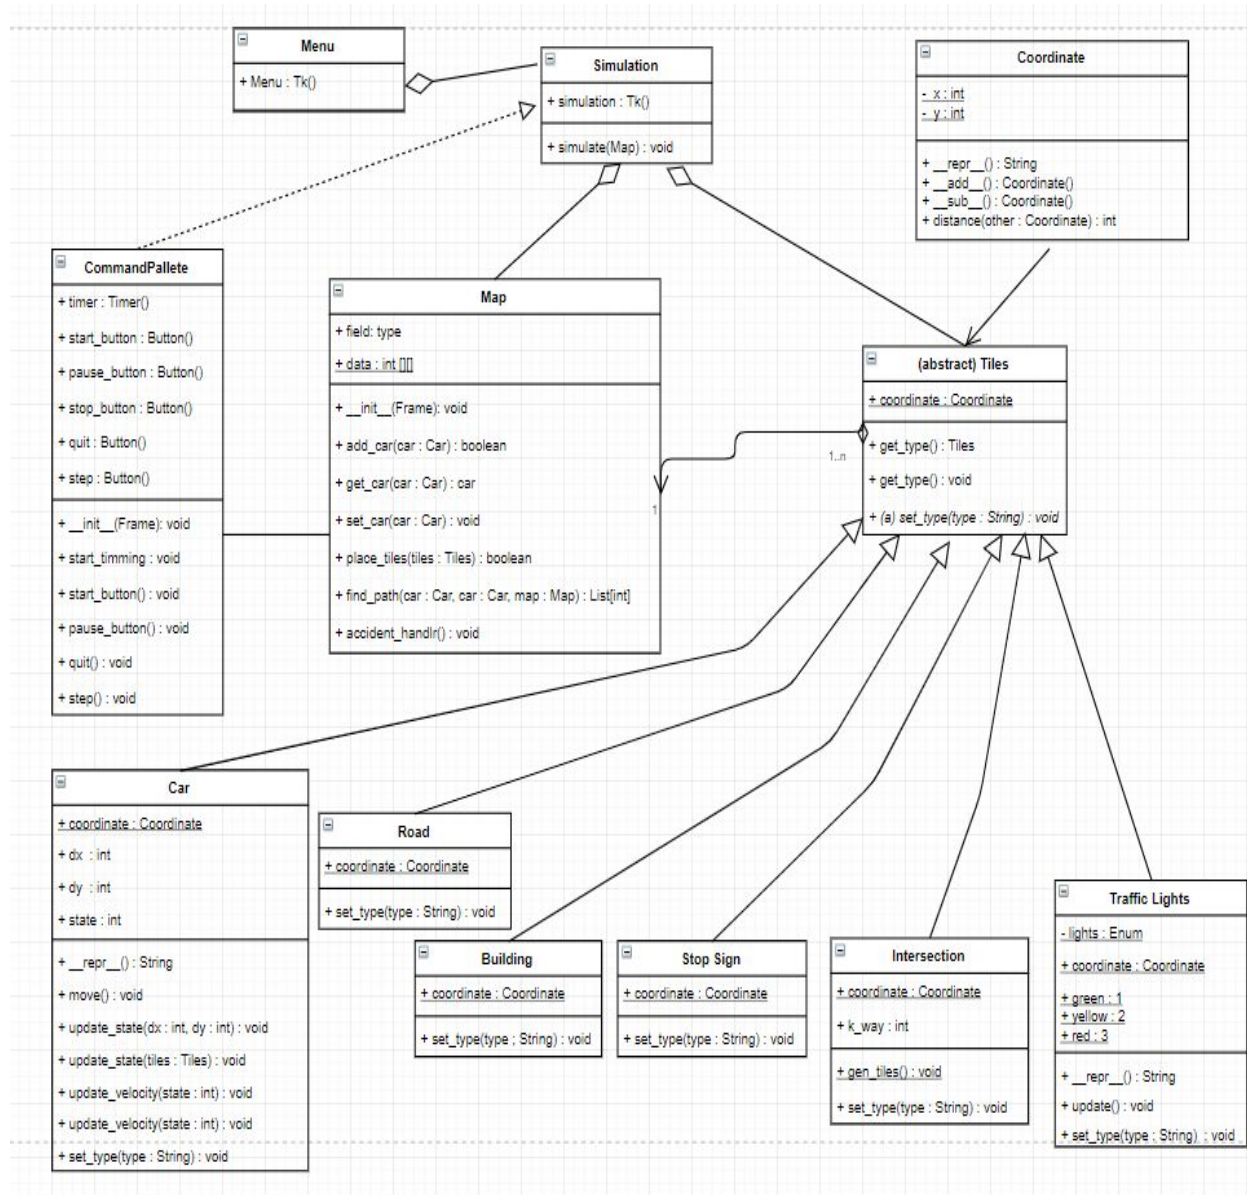 Menu
+ Menu : Tk()
Simulation
+ simulation : Tk()
+ simulate(Map) : void
Coordinate
- x : int
- y : int
+ __repr__() : String
+ __add__() : Coordinate()
+ __sub__() : Coordinate()
+ distance(other : Coordinate) : int
CommandPallete
+ timer : Timer()
+ start_button : Button()
+ pause_button : Button()
+ stop_button : Button()
+ quit : Button()
+ step : Button()
+ __init__(Frame): void
+ start_timming : void
+ start_button() : void
+ pause_button() : void
+ quit() : void
+ step() : void
Map
+ field: type
+ data : int [][]
+ __init__(Frame): void
+ add_car(car : Car) : boolean
+ get_car(car : Car) : car
+ set_car(car : Car) : void
+ place_tiles(tiles : Tiles) : boolean
+ find_path(car : Car, car : Car, map : Map) : List[int]
+ accident_handlr() : void
(abstract) Tiles
+ coordinate : Coordinate
+ get_type() : Tiles
+ get_type() : void
+ (a) set_type(type : String) : void
1..n
1
Car
+ coordinate : Coordinate
+ dx : int
+ dy : int
+ state : int
+ __repr__() : String
+ move() : void
+ update_state(dx : int, dy : int) : void
+ update_state(tiles : Tiles) : void
+ update_velocity(state : int) : void
+ update_velocity(state : int) : void
+ set_type(type : String) : void
Road
+ coordinate : Coordinate
+ set_type(type : String) : void
Building
+ coordinate : Coordinate
+ set_type(type ; String) : void
Stop Sign
+ coordinate : Coordinate
+ set_type(type : String) : void
Intersection
+ coordinate : Coordinate
+ k_way : int
+ gen_tiles() : void
+ set_type(type : String) : void
Traffic Lights
- lights : Enum
+ coordinate : Coordinate
+ green : 1
+ yellow : 2
+ red : 3
+ __repr__() : String
+ update() : void
+ set_type(type : String) : void